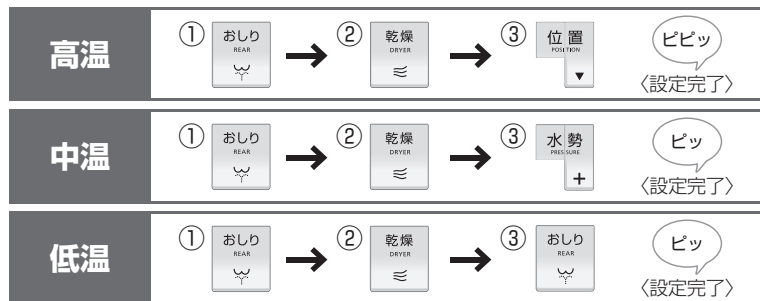 高温
① おしり REAR → ② 乾燥 DRYER → ③ 位置 POSITION ▼ ピピッ
〈設定完了〉
中温
① おしり REAR → ② 乾燥 DRYER → ③ 水勢 PRESSURE + ピッ
〈設定完了〉
低温
① おしり REAR → ② 乾燥 DRYER → ③ おしり REAR ピッ
〈設定完了〉